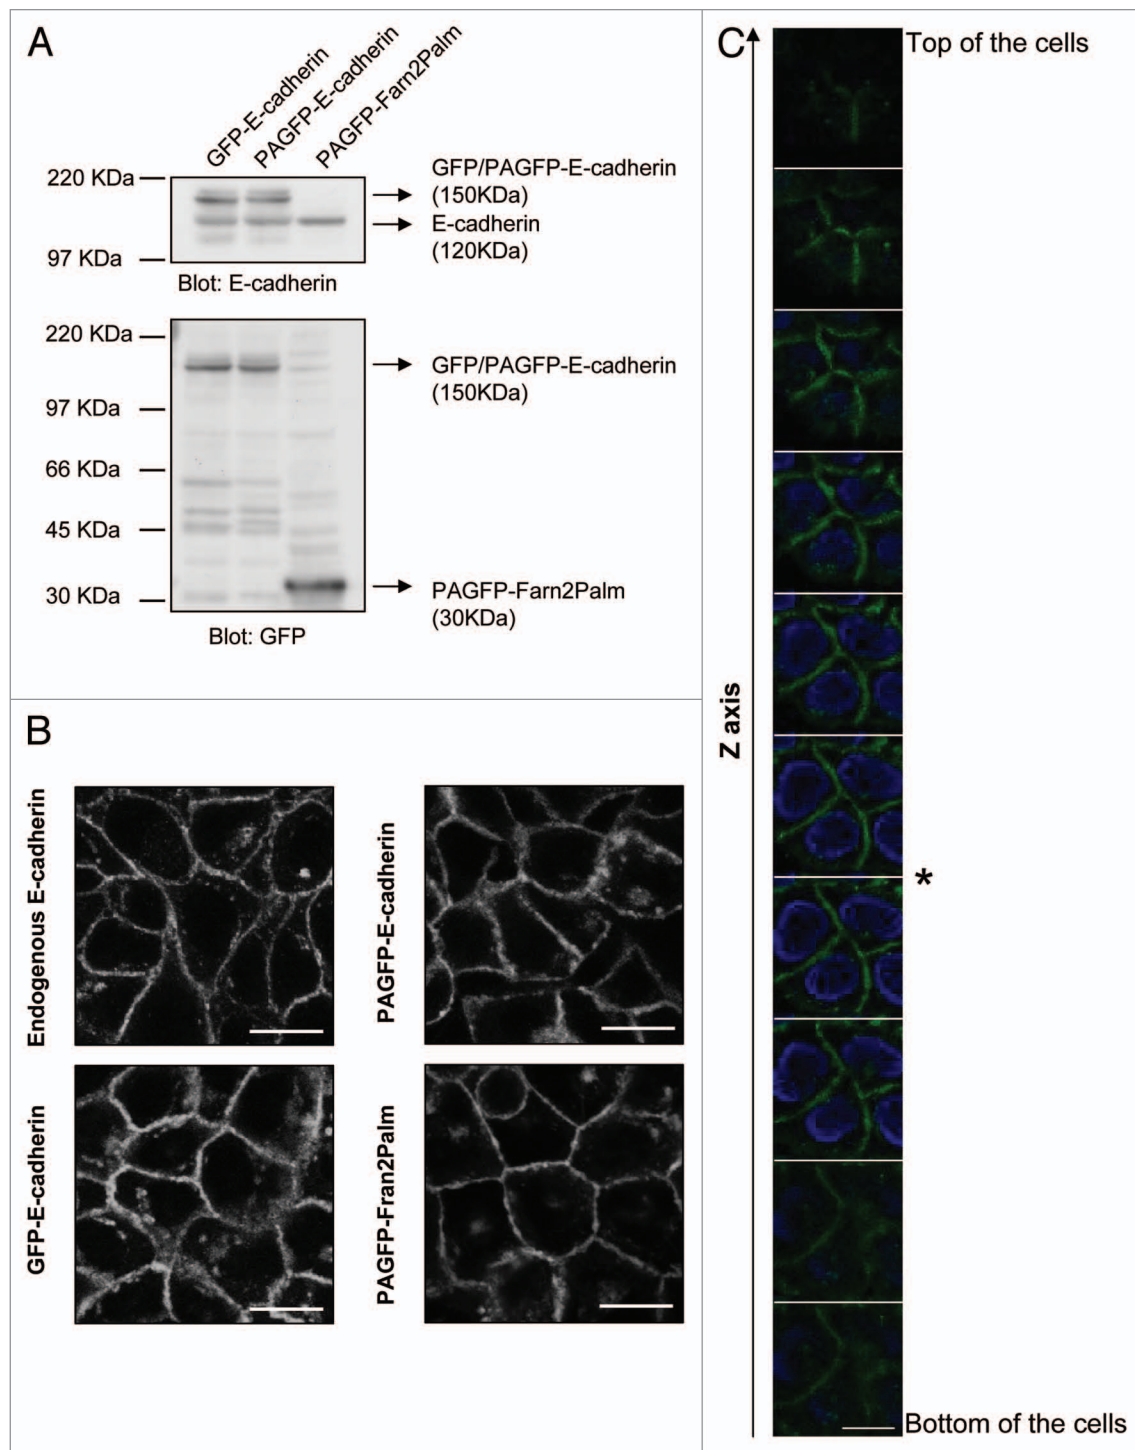 A
GFP-E-cadherin
PAGFP-E-cadherin
PAGFP-Farn2Palm
220 KDa
97 KDa
GFP/PAGFP-E-cadherin
(150KDa)
E-cadherin
(120KDa)
Blot: E-cadherin
220 KDa
97 KDa
66 KDa
45 KDa
30 KDa
GFP/PAGFP-E-cadherin
(150KDa)
PAGFP-Farn2Palm
(30KDa)
Blot: GFP
B
Endogenous E-cadherin
PAGFP-E-cadherin
GFP-E-cadherin
PAGFP-Fran2Palm
C
Top of the cells
Z axis
*
Bottom of the cells